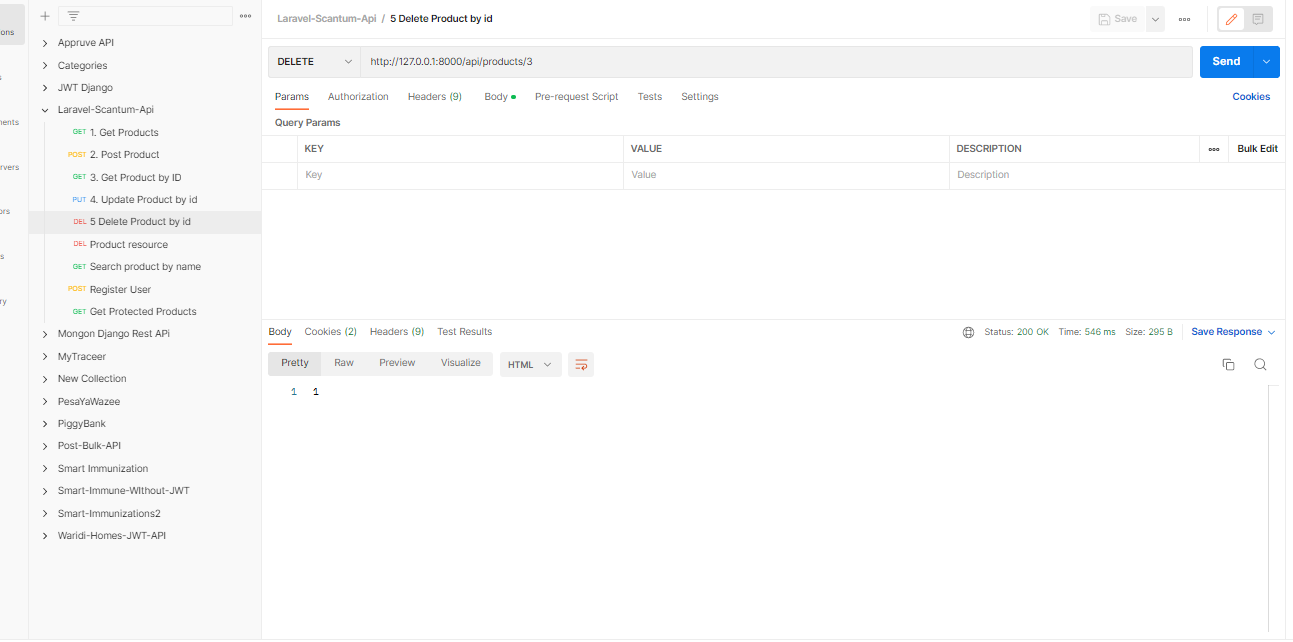 ons
s
ments
rvers
ors
s
ry
Appruve API
Categories
JWT Django
Laravel-Scantum-Api
GET 1. Get Products
POST 2. Post Product
GET 3. Get Product by ID
PUT 4. Update Product by id
DEL 5 Delete Product by id
DEL Product resource
GET Search product by name
POST Register User
GET Get Protected Products
Mongon Django Rest APi
MyTraceer
New Collection
PesaYaWazee
PiggyBank
Post-Bulk-API
Smart Immunization
Smart-Immune-WIthout-JWT
Smart-Immunizations2
Waridi-Homes-JWT-API
Laravel-Scantum-Api / 5 Delete Product by id
Save
DELETE http://127.0.0.1:8000/api/products/3 Send
Params Authorization Headers (9) Body Pre-request Script Tests Settings Cookies
Query Params
KEY VALUE DESCRIPTION Bulk Edit
Key Value Description
Body Cookies (2) Headers (9) Test Results Status: 200 OK Time: 546 ms Size: 295 B Save Response
Pretty Raw Preview Visualize HTML
1 1